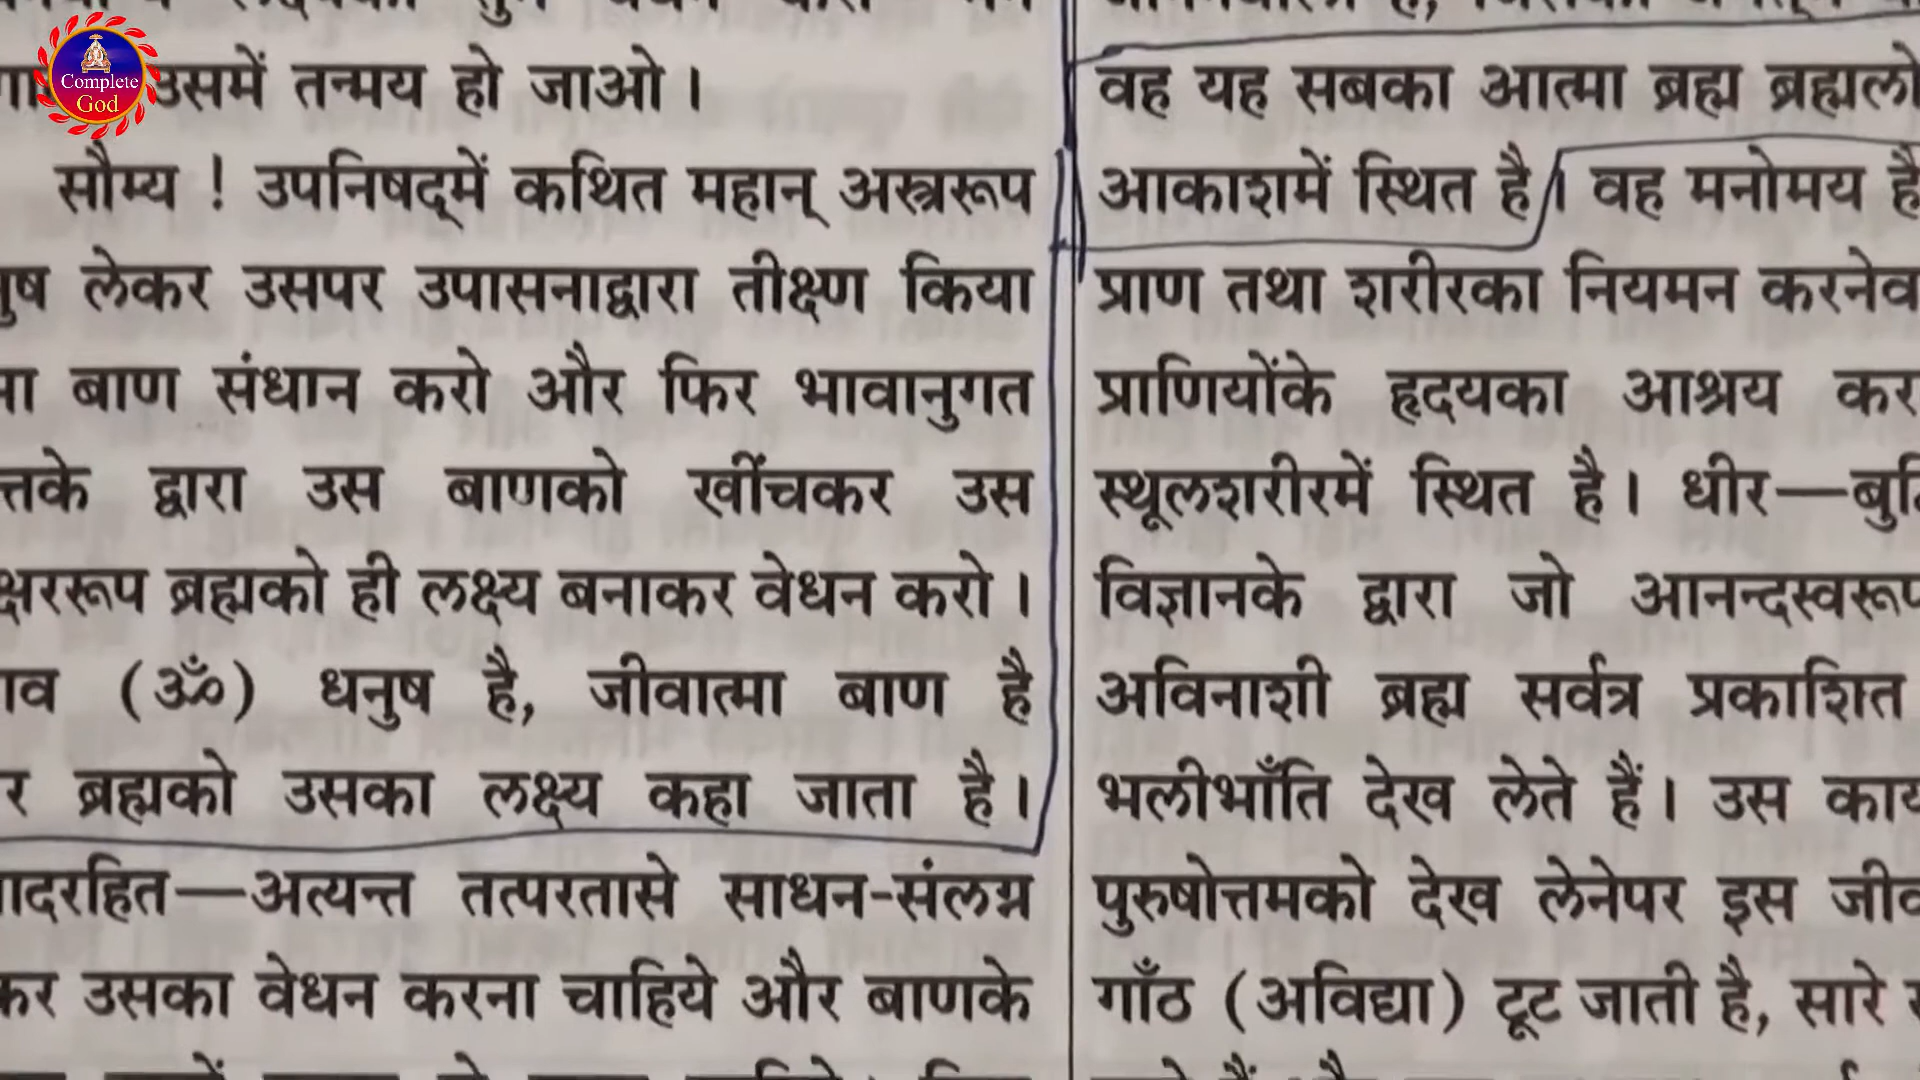 Complete
God
उसमें तन्मय हो जाओ ।
सौम्य ! उपनिषद्‌में कथित महान् अस्त्ररूप
लेकर उसपर उपासनाद्वारा तीक्ष्ण किया
बाण संधान करो और फिर भावानुगत
द्वारा उस बाणको खींचकर उस
ब्रह्मको ही लक्ष्य बनाकर वेधन करो ।
(ॐ) धनुष है, जीवात्मा बाण है
ब्रह्मको उसका लक्ष्य कहा जाता है ।
अत्यन्त तत्परतासे साधन-संलग्न
उसका वेधन करना चाहिये और बाणके
वह यह सबका आत्मा ब्रह्म
आकाशमें स्थित है । वह मनोमय है
प्राण तथा शरीरका नियमन
प्राणियोंके हृदयका आश्रय कर
स्थूलशरीरमें स्थित है । धीर—
विज्ञानके द्वारा जो आनन्दस्वरूप
अविनाशी ब्रह्म सर्वत्र प्रकाशित
भलीभाँति देख लेते हैं । उस
पुरुषोत्तमको देख लेनेपर इस
गाँठ (अविद्या) टूट जाती है, सारे